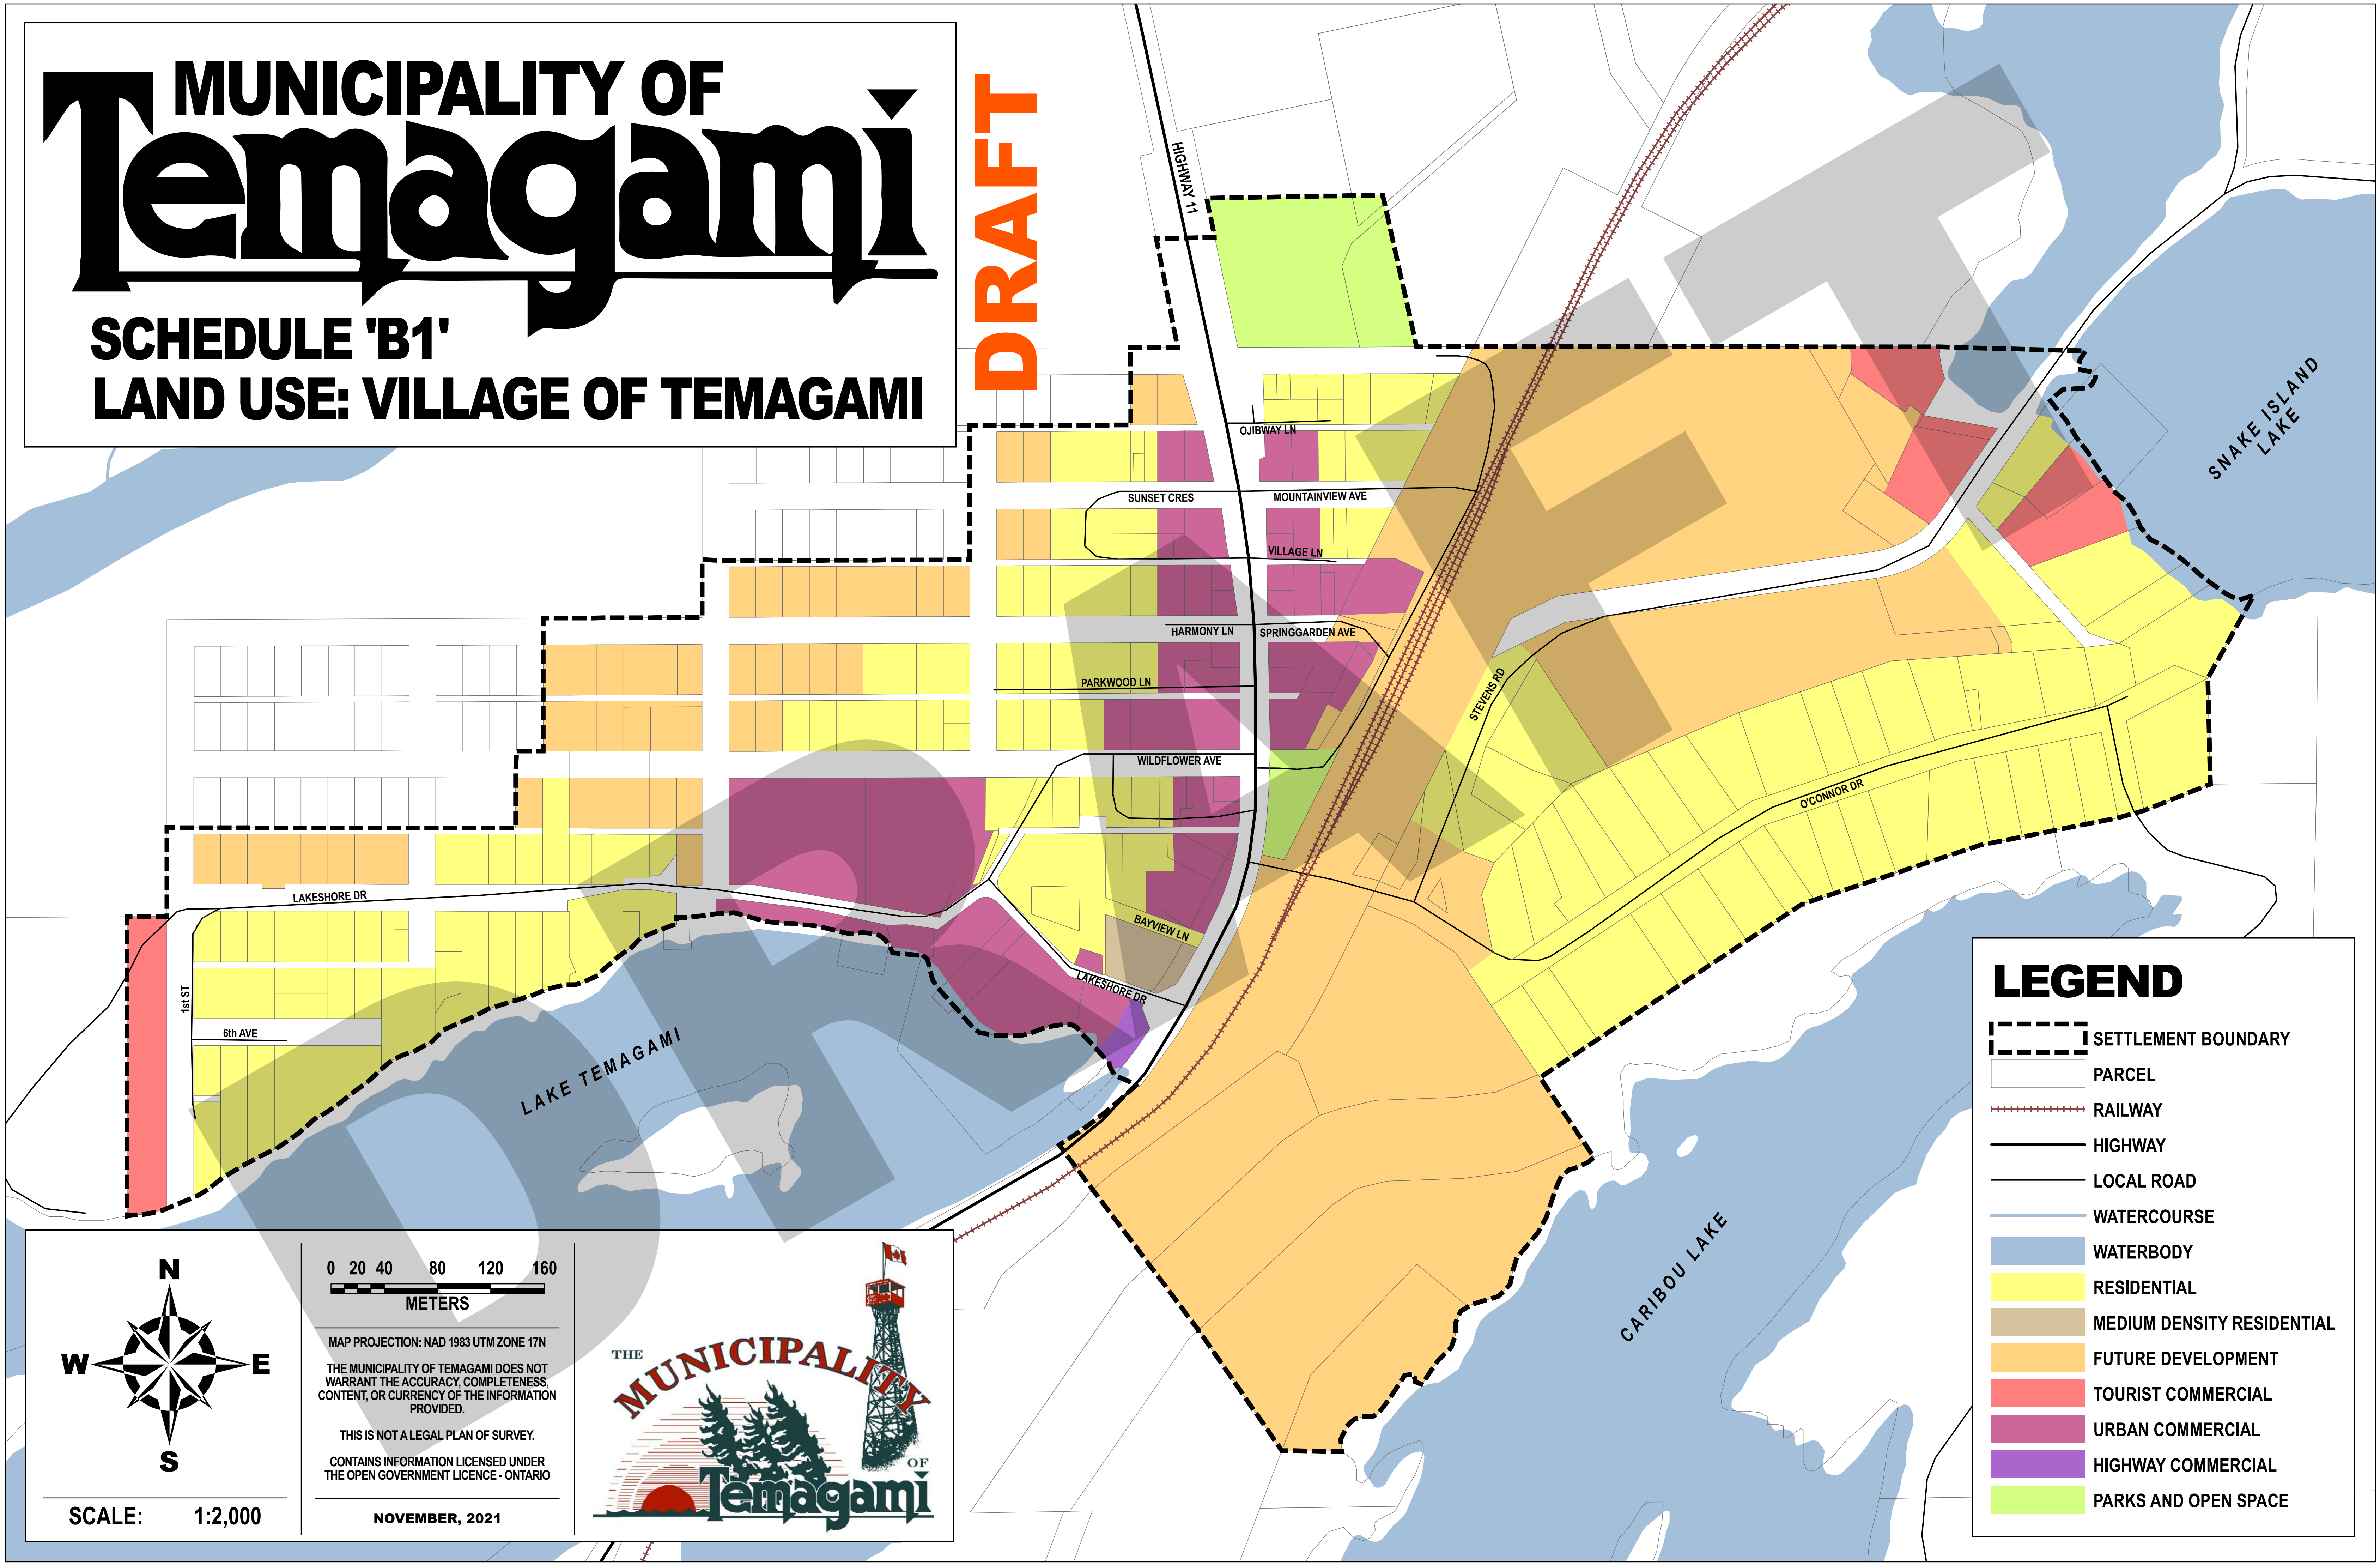 MUNICIPALITY OF
Temagami
SCHEDULE 'B1'
LAND USE: VILLAGE OF TEMAGAMI
DRAFT
DRAFT
HIGHWAY 11
OJIBWAY LN
SUNSET CRES
MOUNTAINVIEW AVE
VILLAGE LN
HARMONY LN
SPRINGGARDEN AVE
PARKWOOD LN
STEVENS RD
WILDFLOWER AVE
O'CONNOR DR
LAKESHORE DR
BAYVIEW LN
LAKESHORE DR
1st ST
6th AVE
LAKE TEMAGAMI
SNAKE ISLAND
LAKE
CARIBOU LAKE
N
W
E
S
SCALE: 1:2,000
0 20 40 80 120 160
METERS
MAP PROJECTION: NAD 1983 UTM ZONE 17N
THE MUNICIPALITY OF TEMAGAMI DOES NOT
WARRANT THE ACCURACY, COMPLETENESS,
CONTENT, OR CURRENCY OF THE INFORMATION
PROVIDED.
THIS IS NOT A LEGAL PLAN OF SURVEY.
CONTAINS INFORMATION LICENSED UNDER
THE OPEN GOVERNMENT LICENCE - ONTARIO
NOVEMBER, 2021
THE
MUNICIPALITY
OF
Temagami
LEGEND
SETTLEMENT BOUNDARY
PARCEL
RAILWAY
HIGHWAY
LOCAL ROAD
WATERCOURSE
WATERBODY
RESIDENTIAL
MEDIUM DENSITY RESIDENTIAL
FUTURE DEVELOPMENT
TOURIST COMMERCIAL
URBAN COMMERCIAL
HIGHWAY COMMERCIAL
PARKS AND OPEN SPACE